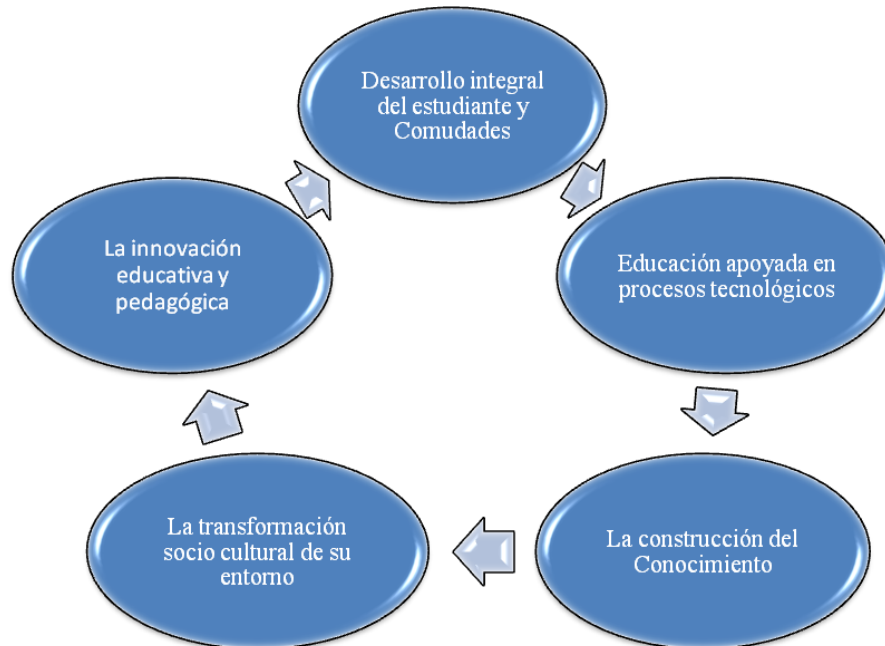 Desarrollo integral
del estudiante y
Comudades
Educación apoyada en
procesos tecnológicos
La construcción del
Conocimiento
La transformación
socio cultural de su
entorno
La innovación
educativa y
pedagógica